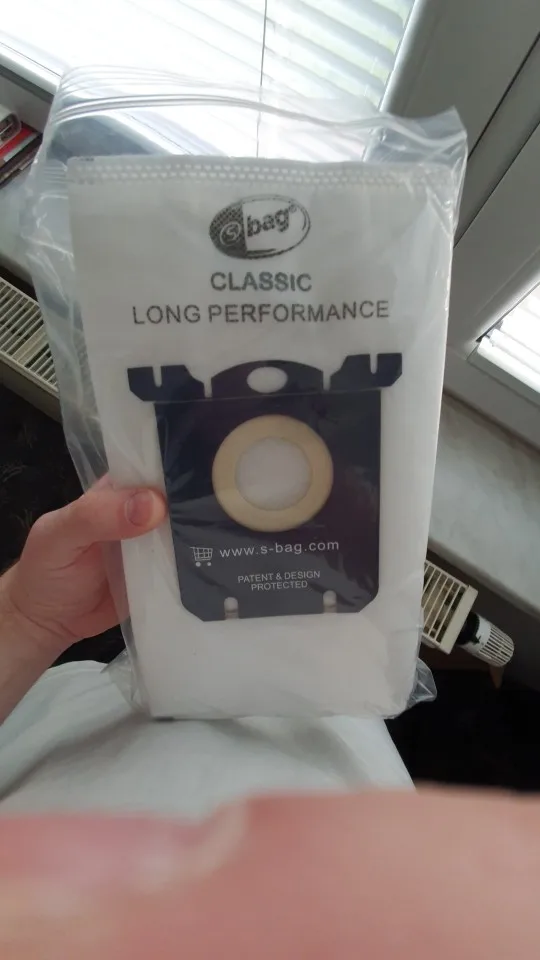 s-bag®
CLASSIC
LONG PERFORMANCE
www.s-bag.com
PATENT & DESIGN
PROTECTED